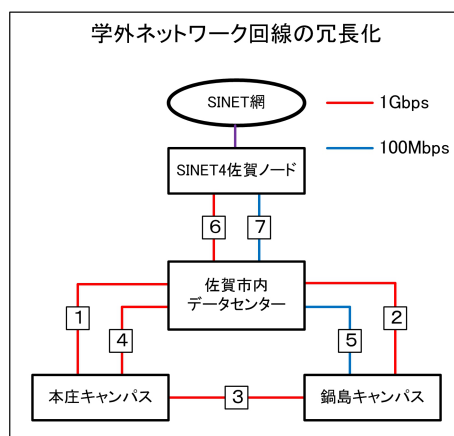 学外ネットワーク回線の冗長化
SINET網
1Gbps
100Mbps
SINET4佐賀ノード
6
7
佐賀市内
データセンター
1
2
4
5
本庄キャンパス
3
鍋島キャンパス